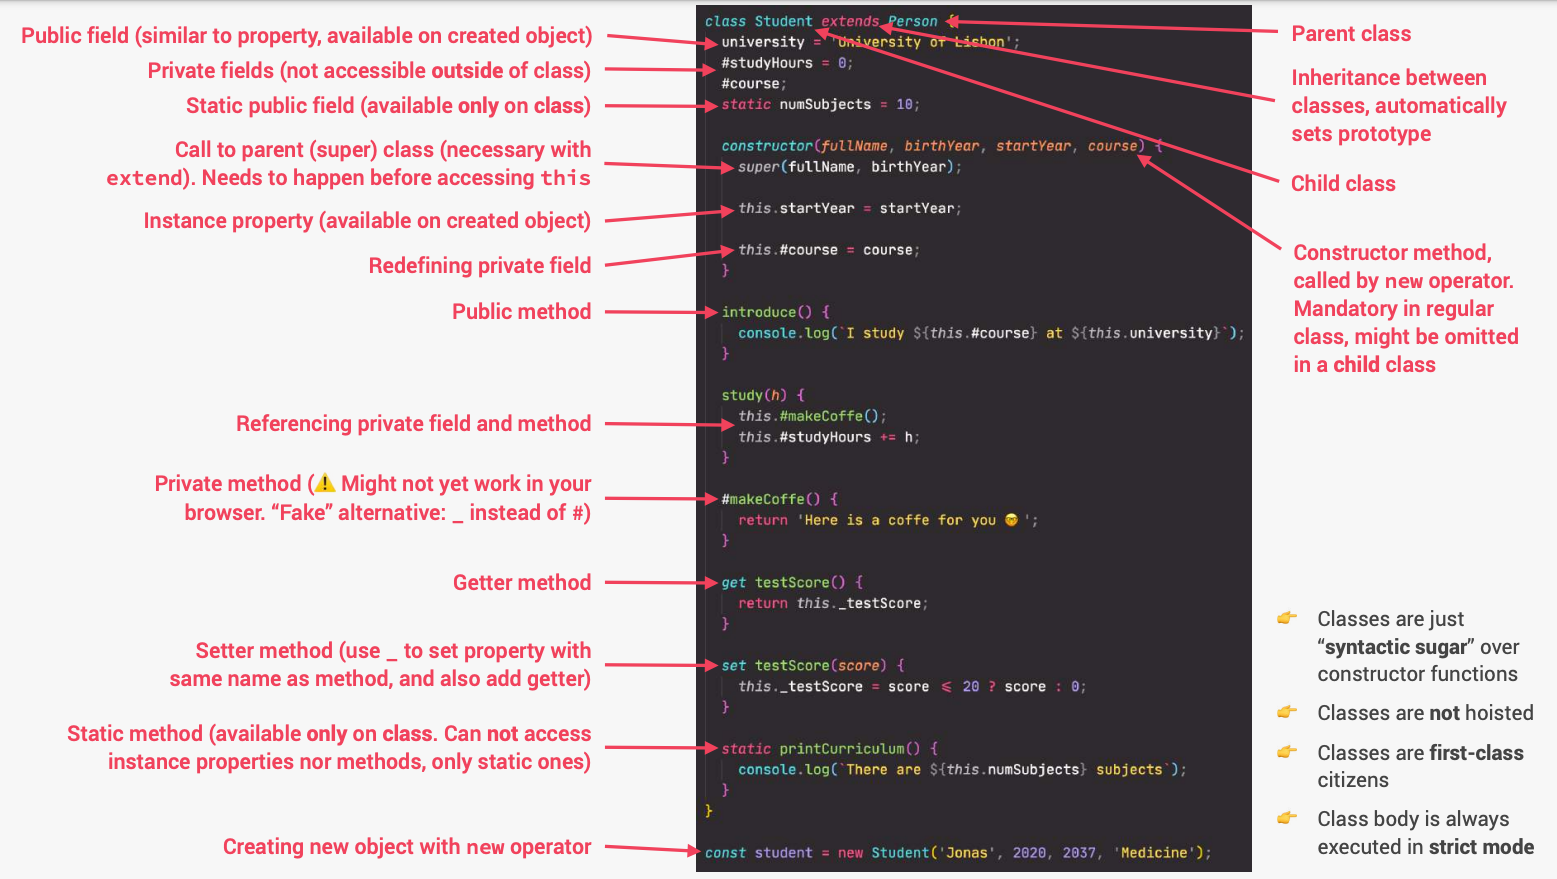 Public field (similar to property, available on created object)
Private fields (not accessible outside of class)
Static public field (available only on class)
Call to parent (super) class (necessary with
extend). Needs to happen before accessing this
Instance property (available on created object)
Redefining private field
Public method
Referencing private field and method
Private method (⚠️ Might not yet work in your
browser. “Fake” alternative: _ instead of #)
Getter method
Setter method (use _ to set property with
same name as method, and also add getter)
Static method (available only on class. Can not access
instance properties nor methods, only static ones)
Creating new object with new operator
class Student extends Person {
university = 'University of Lisbon';
#studyHours = 0;
#course;
static numSubjects = 10;
constructor(fullName, birthYear, startYear, course) {
super(fullName, birthYear);
this.startYear = startYear;
this.#course = course;
}
introduce() {
console.log(`I study ${this.#course} at ${this.university}`);
}
study(h) {
this.#makeCoffe();
this.#studyHours += h;
}
#makeCoffe() {
return 'Here is a coffe for you 🤓 ';
}
get testScore() {
return this._testScore;
}
set testScore(score) {
this._testScore = score ≤ 20 ? score : 0;
}
static printCurriculum() {
console.log(`There are ${this.numSubjects} subjects`);
}
}
const student = new Student('Jonas', 2020, 2037, 'Medicine');
Parent class
Inheritance between
classes, automatically
sets prototype
Child class
Constructor method,
called by new operator.
Mandatory in regular
class, might be omitted
in a child class
👉 Classes are just
“syntactic sugar” over
constructor functions
👉 Classes are not hoisted
👉 Classes are first-class
citizens
👉 Class body is always
executed in strict mode